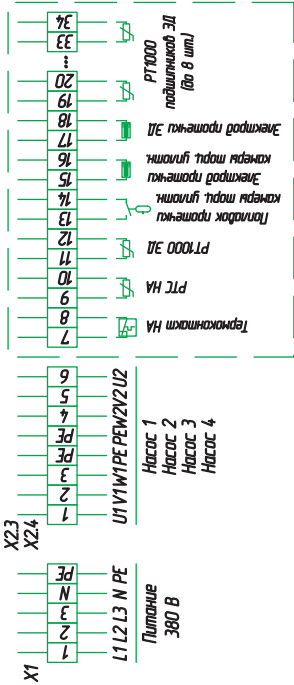 X1
1 2 3 N PE
L1 L2 L3 N PE
Питание
380 В
X2.3
X2.4
1 2 3 PE PE 4 5 6
U1 V1 W1 PE PE W2 V2 U2
Насос 1
Насос 2
Насос 3
Насос 4
7 8 9 10 11 12 13 14 15 16 17 18 19 20 ... 33 34
Термоконтакт НА
PTC НА
PT1000 ЭД
Поплавок протечки
камеры торц. уплотн.
Электрод протечки
камеры торц. уплотн.
Электрод протечки ЭД
PT1000
подшипников ЭД
(до 8 шт.)